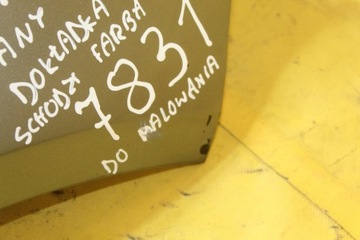 ANY
DOKŁADKA
SCHODZI FARBA
7831
DO MALOWANIA